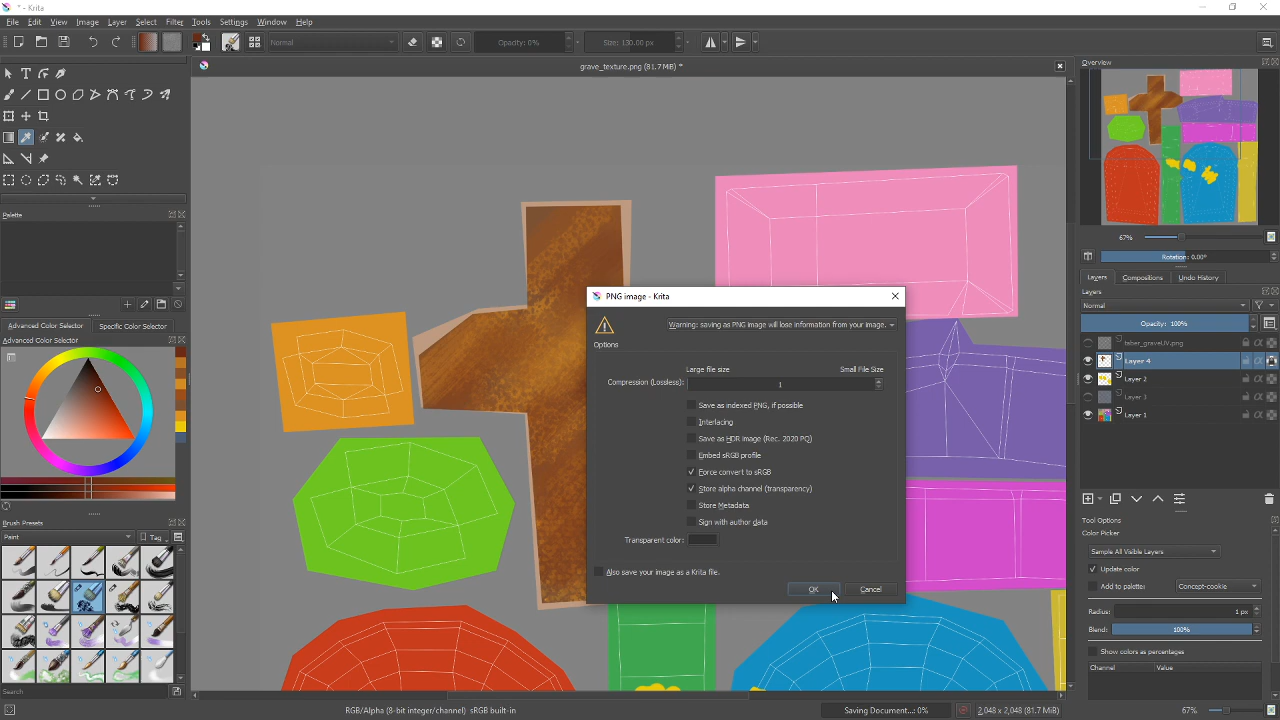 * - Krita
File Edit View Image Layer Select Filter Tools Settings Window Help
Normal Opacity: 0% Size: 130.00 px
grave_texture.png (81.7 MiB) *
Overview
Palette
67%
Rotation: 0.00°
Layers Compositions Undo History
Layers
Normal
Opacity: 100%
taber_graveUV.png
Layer 4
Layer 2
Layer 3
Layer 1
Advanced Color Selector Specific Color Selector
Advanced Color Selector
PNG image - Krita
Warning: saving as PNG image will lose information from your image.
Options
Large file size Small File Size
Compression (Lossless): 1
Save as indexed PNG, if possible
Interlacing
Save as HDR image (Rec. 2020 PQ)
Embed sRGB profile
Force convert to sRGB
Store alpha channel (transparency)
Store Metadata
Sign with author data
Transparent color:
Also save your image as a Krita file.
OK Cancel
Brush Presets
Paint Tag
Search
Tool Options
Color Picker
Sample All Visible Layers
Update color
Add to palette: Concept-cookie
Radius: 1 px
Blend: 100%
Show colors as percentages
Channel Value
RGB/Alpha (8-bit integer/channel) sRGB built-in
Saving Document...: 0%
2,048 x 2,048 (81.7 MiB)
67%